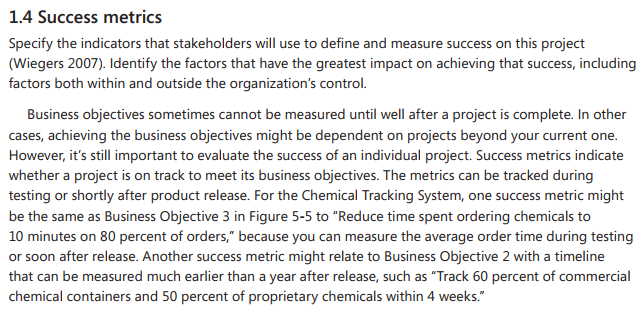 1.4 Success metrics
Specify the indicators that stakeholders will use to define and measure success on this project
(Wiegers 2007). Identify the factors that have the greatest impact on achieving that success, including
factors both within and outside the organization’s control.
Business objectives sometimes cannot be measured until well after a project is complete. In other
cases, achieving the business objectives might be dependent on projects beyond your current one.
However, it’s still important to evaluate the success of an individual project. Success metrics indicate
whether a project is on track to meet its business objectives. The metrics can be tracked during
testing or shortly after product release. For the Chemical Tracking System, one success metric might
be the same as Business Objective 3 in Figure 5-5 to “Reduce time spent ordering chemicals to
10 minutes on 80 percent of orders,” because you can measure the average order time during testing
or soon after release. Another success metric might relate to Business Objective 2 with a timeline
that can be measured much earlier than a year after release, such as “Track 60 percent of commercial
chemical containers and 50 percent of proprietary chemicals within 4 weeks.”